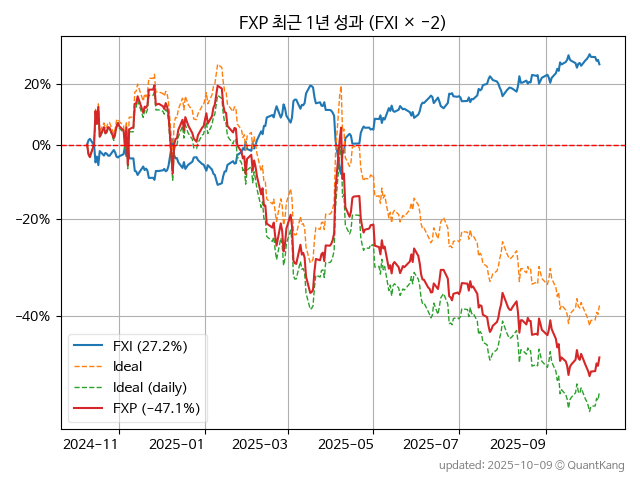 FXP 최근 1년 성과 (FXI × −2)
20%
0%
−20%
−40%
FXI (27.2%)
Ideal
Ideal (daily)
FXP (−47.1%)
2024-11 2025-01 2025-03 2025-05 2025-07 2025-09
updated: 2025-10-09 © QuantKang